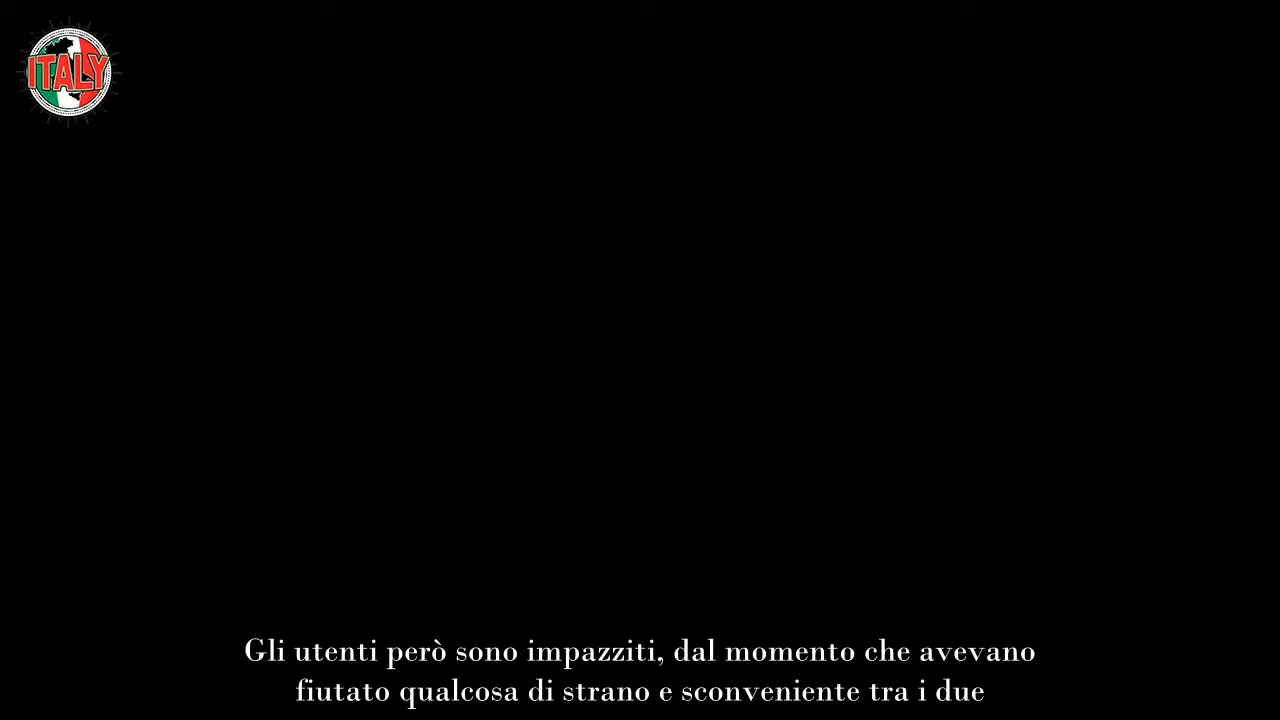 ITALY
Gli utenti però sono impazziti, dal momento che avevano
fiutato qualcosa di strano e sconveniente tra i due